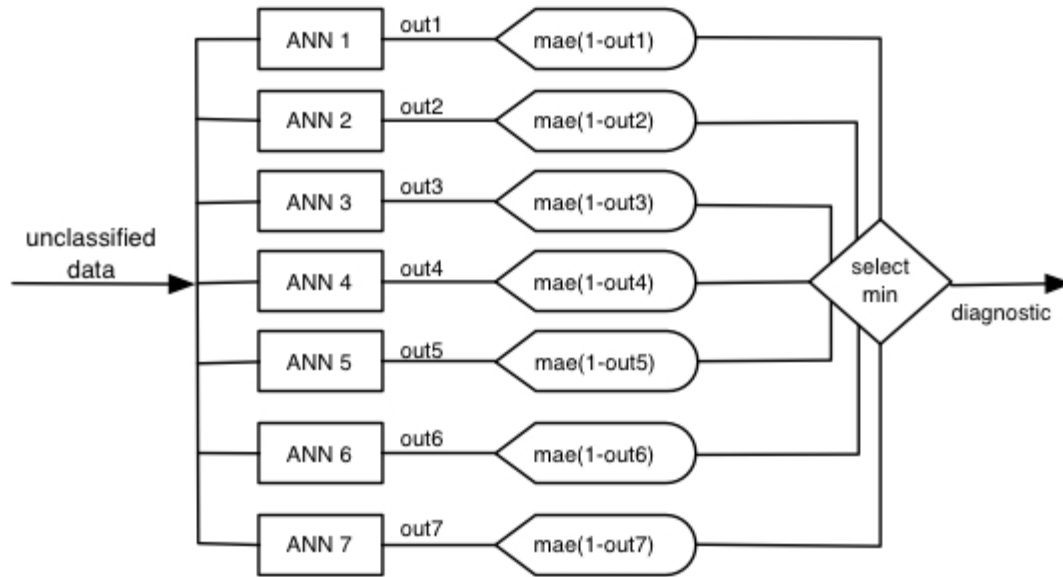 ANN 1
out1
mae(1-out1)
ANN 2
out2
mae(1-out2)
ANN 3
out3
mae(1-out3)
unclassified
data
ANN 4
out4
mae(1-out4)
select
min
diagnostic
ANN 5
out5
mae(1-out5)
ANN 6
out6
mae(1-out6)
ANN 7
out7
mae(1-out7)